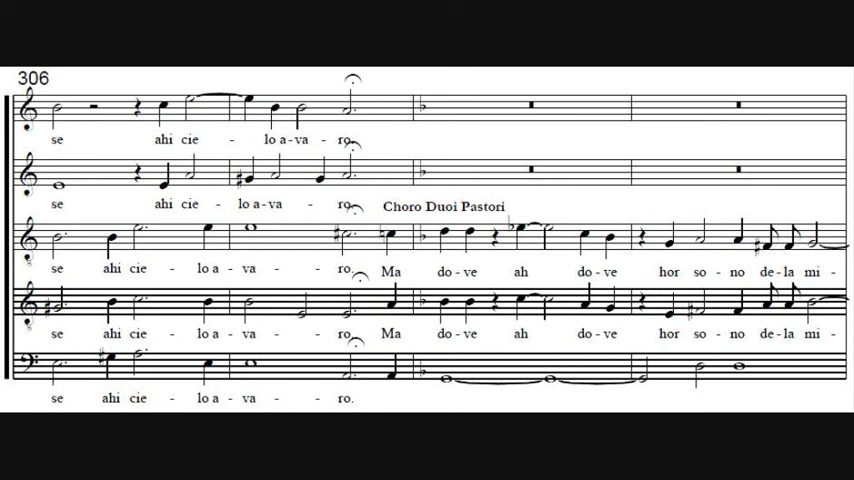 306
se ahi cie - lo a - va - ro.
se ahi cie - lo a - va - ro.
Choro Duoi Pastori
se ahi cie - lo a - va - ro. Ma do - ve ah do - ve hor so - no de - la mi -
se ahi cie - lo a - va - ro. Ma do - ve ah do - ve hor so - no de - la mi -
se ahi cie - lo a - va - ro.